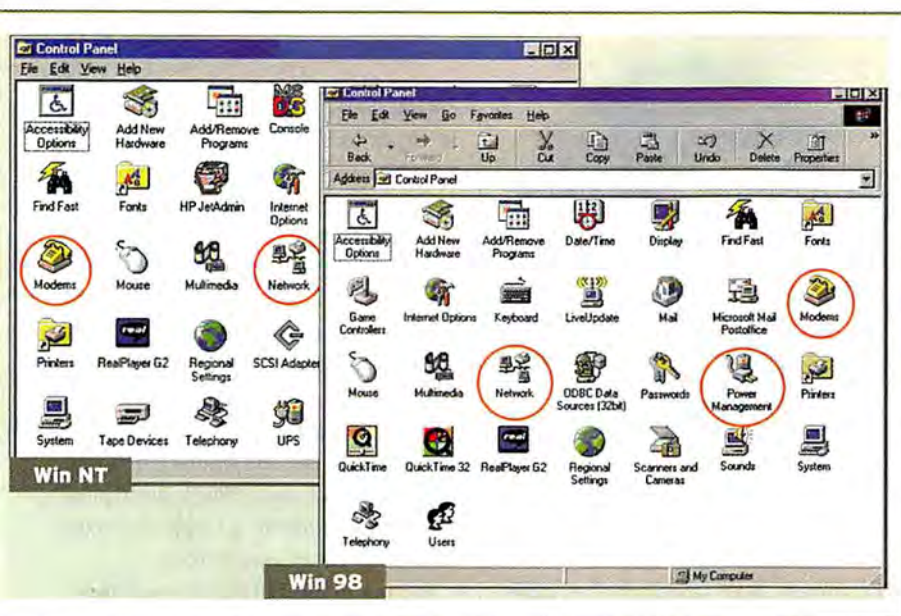 Control Panel
File Edit View Help
Accessibility Options
Add New Hardware
Add/Remove Programs
MS
Console
Find Fast
Fonts
HP JetAdmin
Internet Options
Modems
Mouse
Multimedia
Network
Printers
real
RealPlayer G2
Regional Settings
SCSI Adapter
System
Tape Devices
Telephony
UPS
Win NT
Control Panel
File Edit View Go Favorites Help
Back Forward Up Cut Copy Paste Undo Delete Properties »
Address Control Panel
Accessibility Options
Add New Hardware
Add/Remove Programs
Date/Time
Display
Find Fast
Fonts
Game Controllers
Internet Options
Keyboard
LiveUpdate
Mail
Microsoft Mail Postoffice
Modems
Mouse
Multimedia
Network
ODBC Data Sources (32bit)
Passwords
Power Management
Printers
QuickTime
QuickTime 32
real
RealPlayer G2
Regional Settings
Scanners and Cameras
Sounds
System
Telephony
Users
My Computer
Win 98